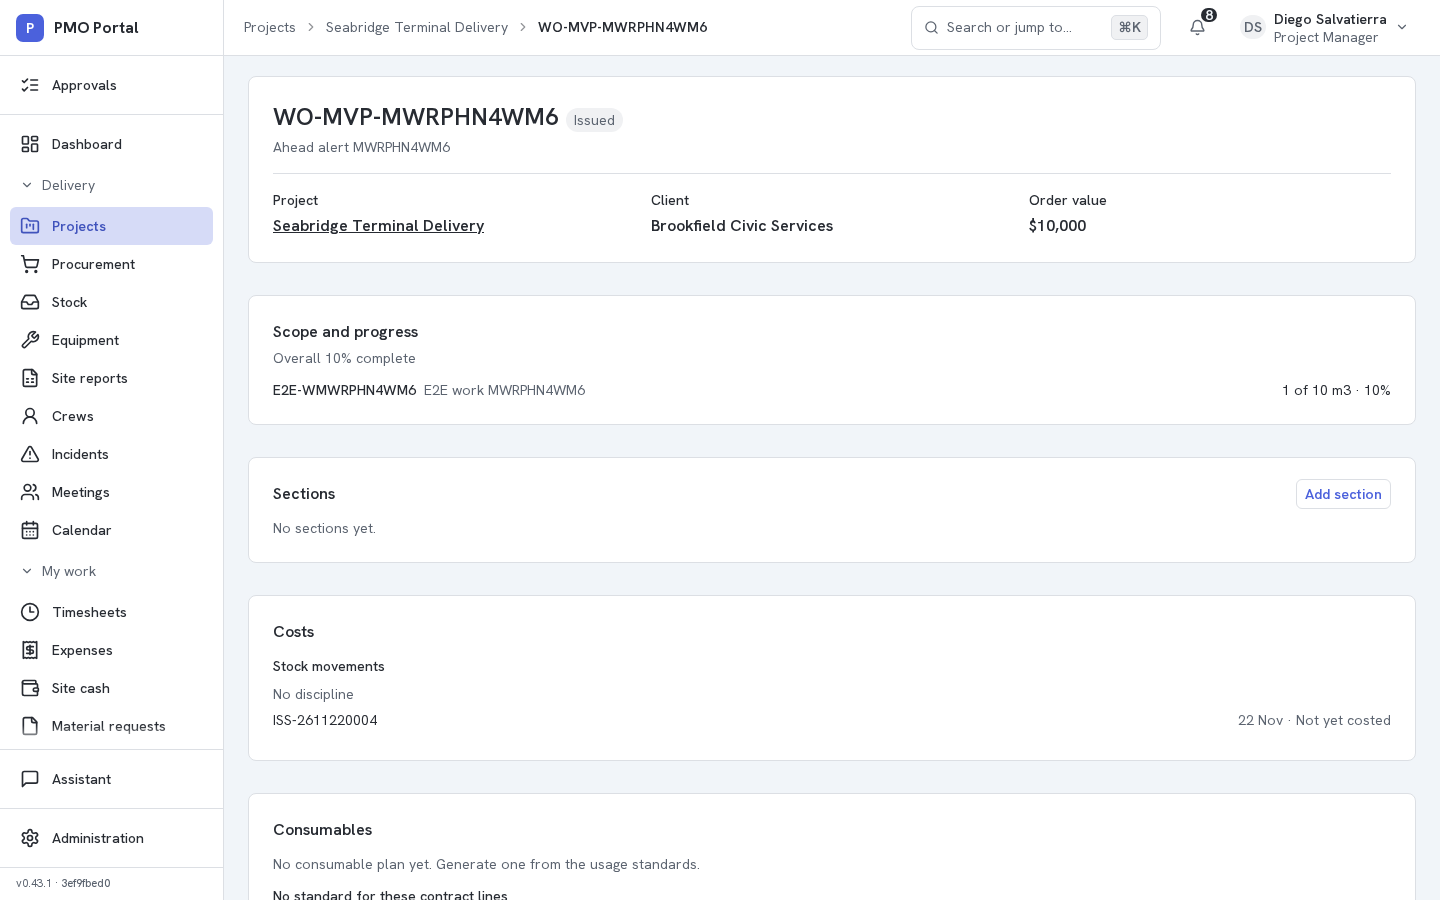 P PMO Portal
Projects > Seabridge Terminal Delivery > WO-MVP-MWRPHN4WM6
Search or jump to... ⌘K
8
DS Diego Salvatierra
Project Manager
Approvals
Dashboard
Delivery
Projects
Procurement
Stock
Equipment
Site reports
Crews
Incidents
Meetings
Calendar
My work
Timesheets
Expenses
Site cash
Material requests
Assistant
Administration
v0.43.1 · 3ef9fbed0
WO-MVP-MWRPHN4WM6 Issued
Ahead alert MWRPHN4WM6
Project Client Order value
Seabridge Terminal Delivery Brookfield Civic Services $10,000
Scope and progress
Overall 10% complete
E2E-WMWRPHN4WM6 E2E work MWRPHN4WM6 1 of 10 m3 · 10%
Sections Add section
No sections yet.
Costs
Stock movements
No discipline
ISS-2611220004 22 Nov · Not yet costed
Consumables
No consumable plan yet. Generate one from the usage standards.
No standard for these contract lines